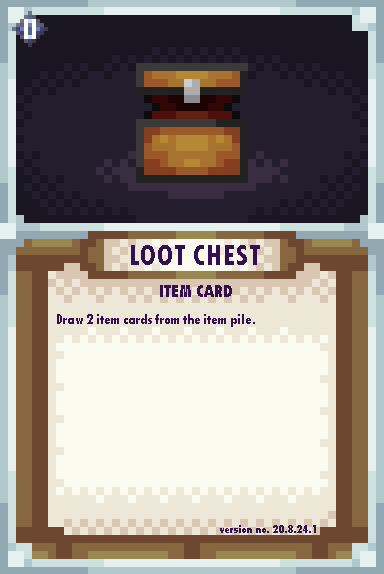 0
LOOT CHEST
ITEM CARD
Draw 2 item cards from the item pile.
version no. 20.8.24.1